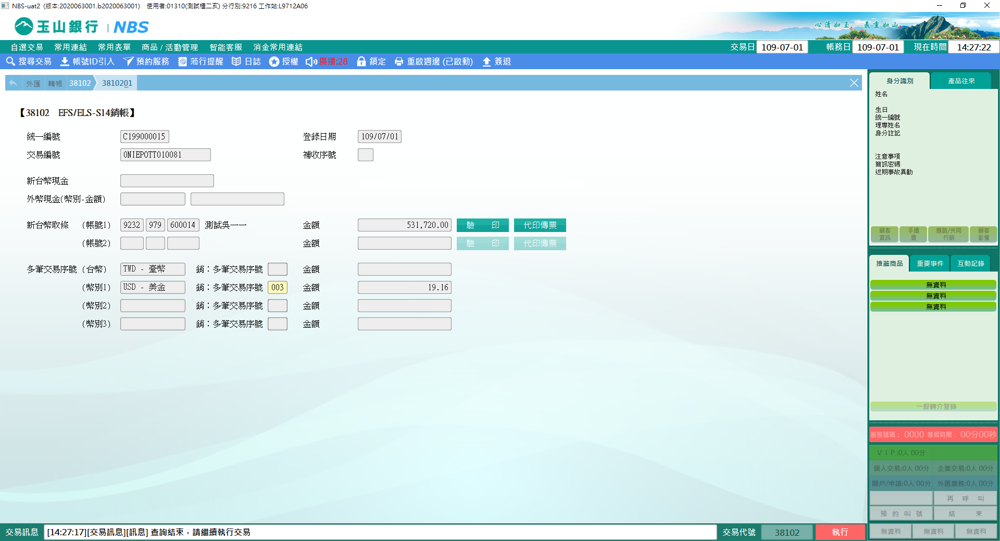 NBS-uat2 (版本:2020063001.b2020063001) 使用者:01310(測試櫃二亥) 分行別:9216 工作站:L9712A06
玉山銀行 | NBS
心清如玉。義重如山。
自選交易 常用連結 常用表單 商品 / 活動管理 智能客服 消金常用連結 交易日 109-07-01 帳務日 109-07-01 現在時間 14:27:22
搜尋交易 帳號ID引入 預約服務 蒞行提醒 日誌 授權 廣播:28 鎖定 重啟週邊 (已啟動) 簽退
外匯 轉帳 38102 3810201
【38102 EFS/ELS-S14銷帳】
統一編號 C199000015 登錄日期 109/07/01
交易編號 0NIEPOTT010081 補收序號
新台幣現金
外幣現金(幣別-金額)
新台幣取條 (帳號1) 9232 979 600014 測試吳一一 金額 531,720.00 驗 印 代印傳票
(帳號2) 金額 驗 印 代印傳票
多筆交易序號 (台幣) TWD - 臺幣 銷：多筆交易序號 金額
(幣別1) USD - 美金 銷：多筆交易序號 003 金額 19.16
(幣別2) 銷：多筆交易序號 金額
(幣別3) 銷：多筆交易序號 金額
身分識別 產品往來
姓名
生日
統一編號
理專姓名
身分註記
注意事項
簡訊密碼
近期事故異動
顧客資訊 手續費 通路/共同行銷 顧客影像
推薦商品 重要事件 互動記錄
無資料
無資料
無資料
一般轉介登錄
服務號碼： 0000 等候時間： 00分00秒
ＶＩＰ:0人 00分
個人交易:0人 00分 企業交易:0人 00分
開戶/申請:0人 00分 外匯業務:0人 00分
再 呼 叫
預 約 叫 號 結 束
無資料 無資料 無資料
交易訊息 [14:27:17][交易訊息][訊息] 查詢結束，請繼續執行交易 交易代號 38102 執行